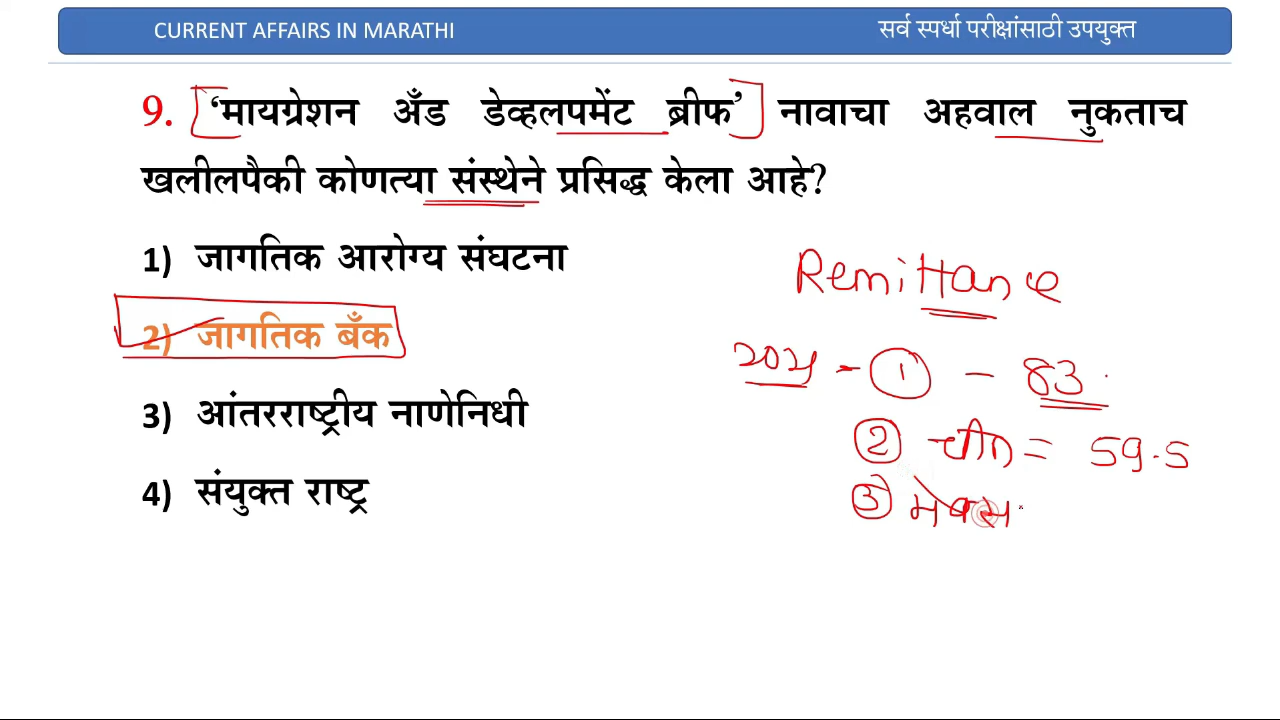 CURRENT AFFAIRS IN MARATHI
सर्व स्पर्धा परीक्षांसाठी उपयुक्त
9. ‘मायग्रेशन अँड डेव्हलपमेंट ब्रीफ’ नावाचा अहवाल नुकताच
खलीलपैकी कोणत्या संस्थेने प्रसिद्ध केला आहे?
1) जागतिक आरोग्य संघटना
2) जागतिक बँक
3) आंतरराष्ट्रीय नाणेनिधी
4) संयुक्त राष्ट्र
Remittance
- 1 - 83
2 चीन = 59.5
3